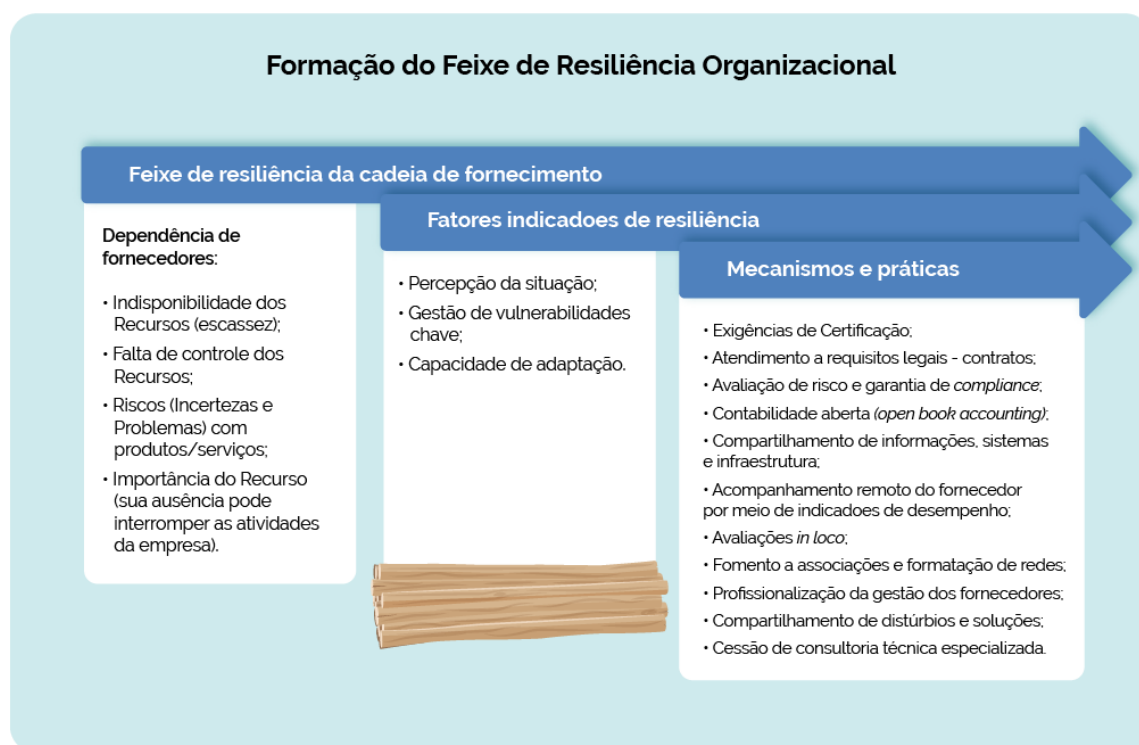 Formação do Feixe de Resiliência Organizacional
Feixe de resiliência da cadeia de fornecimento
Dependência de
fornecedores:
• Indisponibilidade dos
Recursos (escassez);
• Falta de controle dos
Recursos;
• Riscos (Incertezas e
Problemas) com
produtos/serviços;
• Importância do Recurso
(sua ausência pode
interromper as atividades
da empresa).
Fatores indicadoes de resiliência
• Percepção da situação;
• Gestão de vulnerabilidades
chave;
• Capacidade de adaptação.
Mecanismos e práticas
• Exigências de Certificação;
• Atendimento a requisitos legais - contratos;
• Avaliação de risco e garantia de compliance;
• Contabilidade aberta (open book accounting);
• Compartilhamento de informações, sistemas
e infraestrutura;
• Acompanhamento remoto do fornecedor
por meio de indicadoes de desempenho;
• Avaliações in loco;
• Fomento a associações e formatação de redes;
• Profissionalização da gestão dos fornecedores;
• Compartilhamento de distúrbios e soluções;
• Cessão de consultoria técnica especializada.